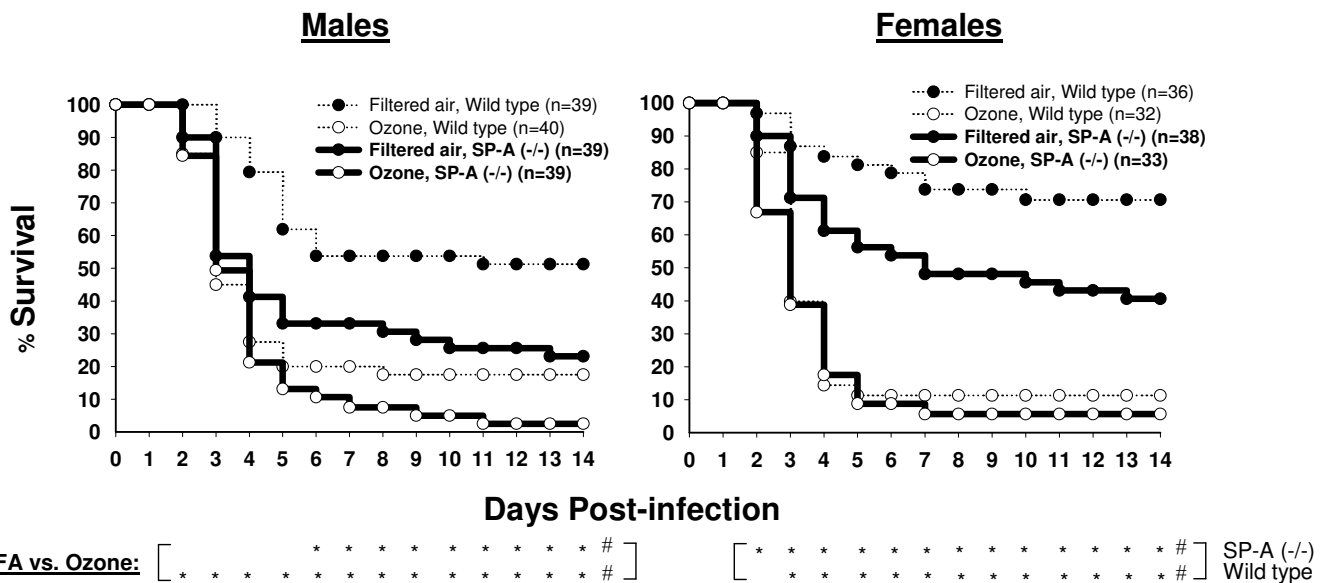 Males
Females
Filtered air, Wild type (n=39)
Ozone, Wild type (n=40)
Filtered air, SP-A (-/-) (n=39)
Ozone, SP-A (-/-) (n=39)
Filtered air, Wild type (n=36)
Ozone, Wild type (n=32)
Filtered air, SP-A (-/-) (n=38)
Ozone, SP-A (-/-) (n=33)
% Survival
100
90
80
70
60
50
40
30
20
10
0
0 1 2 3 4 5 6 7 8 9 10 11 12 13 14
100
90
80
70
60
50
40
30
20
10
0
0 1 2 3 4 5 6 7 8 9 10 11 12 13 14
Days Post-infection
FA vs. Ozone:
* * * * * * * * * #
* * * * * * * * * * * * * #
* * * * * * * * * * * * * # SP-A (-/-)
* * * * * * * * * * * * # Wild type